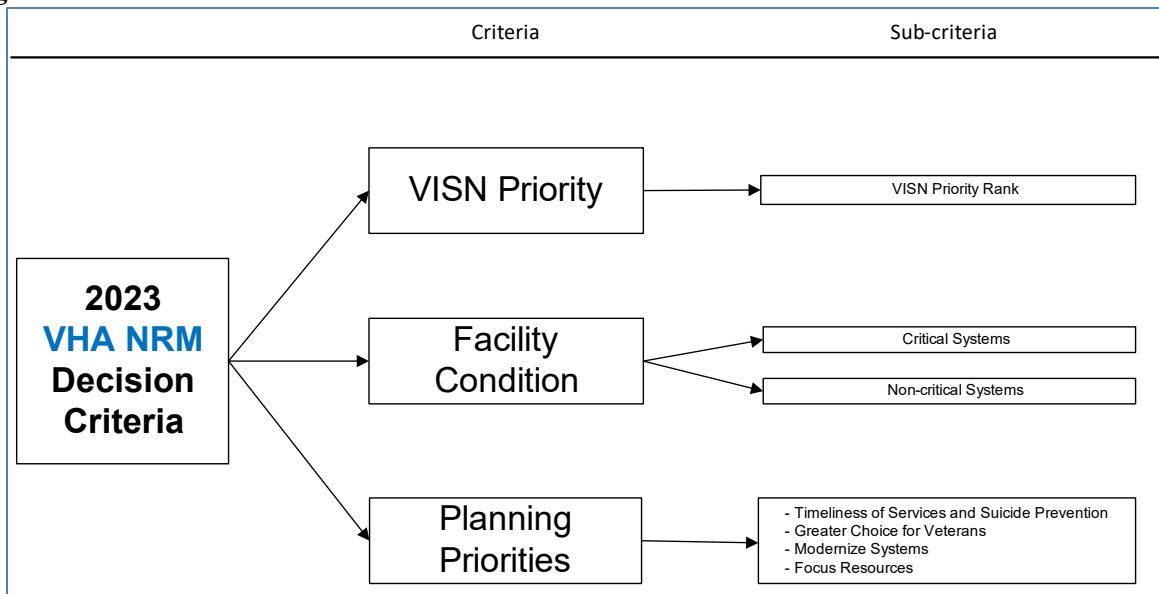 Criteria
Sub-criteria
VISN Priority
VISN Priority Rank
2023
VHA NRM
Decision
Criteria
Facility
Condition
Critical Systems
Non-critical Systems
Planning
Priorities
- Timeliness of Services and Suicide Prevention
- Greater Choice for Veterans
- Modernize Systems
- Focus Resources